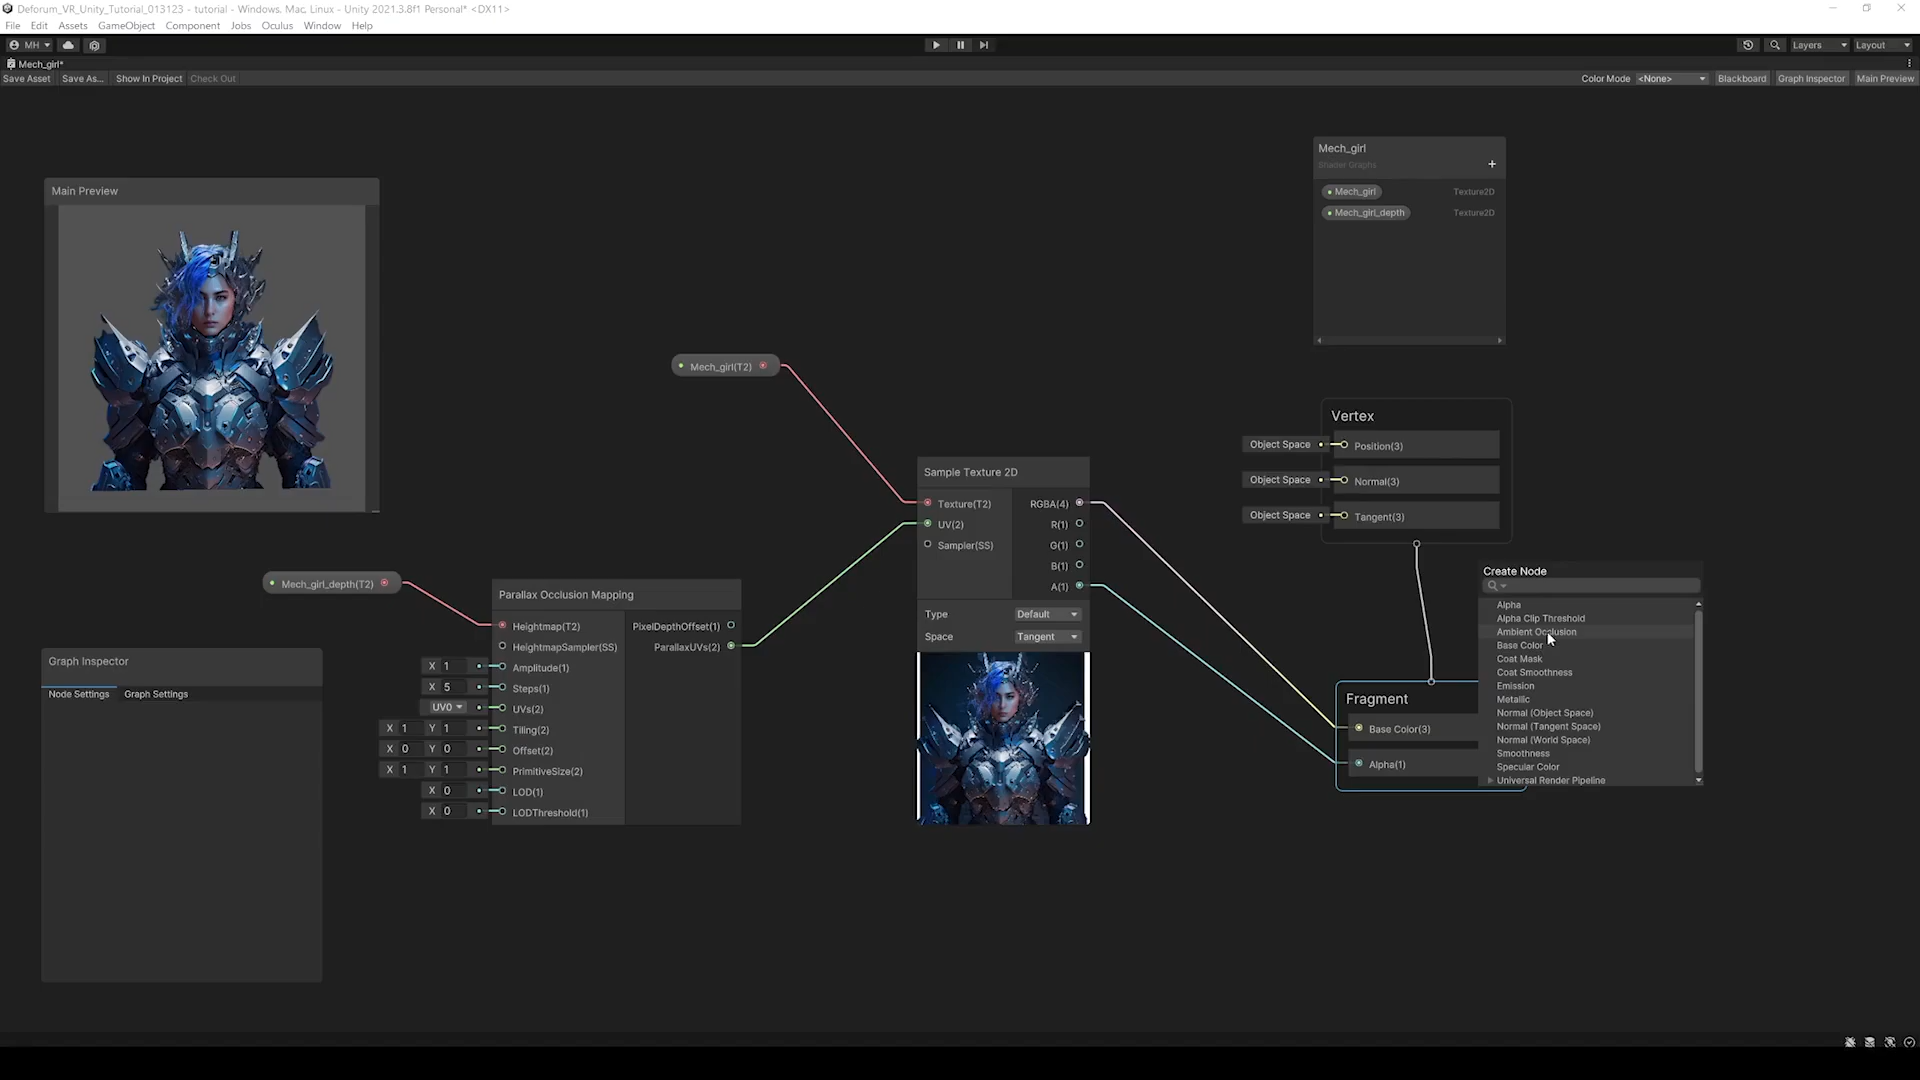 Deforum_VR_Unity_Tutorial_013123 - tutorial - Windows, Mac, Linux - Unity 2021.3.8f1 Personal* <DX11>
File Edit Assets GameObject Component Jobs Oculus Window Help
MH
Layers Layout
Mech_girl*
Save Asset Save As... Show In Project Check Out
Color Mode <None> Blackboard Graph Inspector Main Preview
Main Preview
Mech_girl
Shader Graphs
+
Mech_girl Texture2D
Mech_girl_depth Texture2D
Mech_girl(T2)
Vertex
Object Space Position(3)
Object Space Normal(3)
Object Space Tangent(3)
Sample Texture 2D
Texture(T2) RGBA(4)
UV(2) R(1)
Sampler(SS) G(1)
B(1)
A(1)
Type Default
Space Tangent
Mech_girl_depth(T2)
Parallax Occlusion Mapping
Heightmap(T2) PixelDepthOffset(1)
HeightmapSampler(SS) ParallaxUVs(2)
X 1 Amplitude(1)
X 5 Steps(1)
UV0 UVs(2)
X 1 Y 1 Tiling(2)
X 0 Y 0 Offset(2)
X 1 Y 1 PrimitiveSize(2)
X 0 LOD(1)
X 0 LODThreshold(1)
Graph Inspector
Node Settings Graph Settings
Fragment
Base Color(3)
Alpha(1)
Create Node
Alpha
Alpha Clip Threshold
Ambient Occlusion
Base Color
Coat Mask
Coat Smoothness
Emission
Metallic
Normal (Object Space)
Normal (Tangent Space)
Normal (World Space)
Smoothness
Specular Color
Universal Render Pipeline